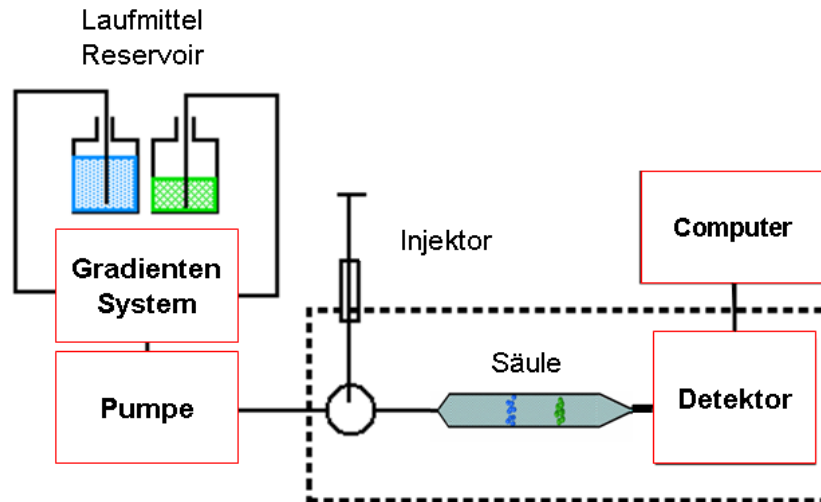 Laufmittel
Reservoir
Gradienten
System
Pumpe
Injektor
Säule
Computer
Detektor